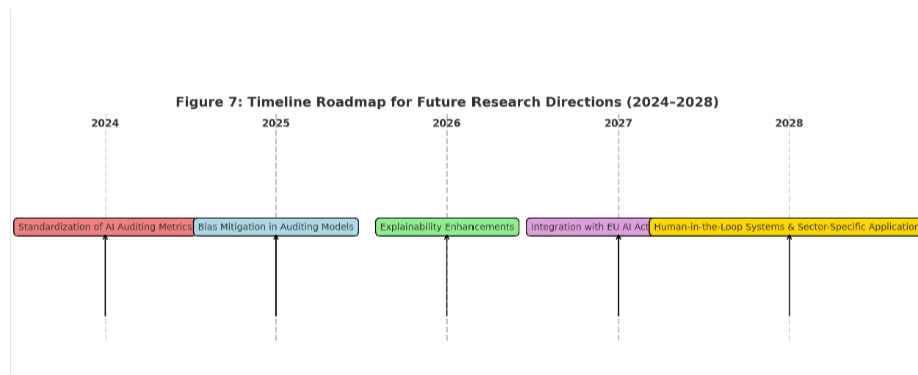 Figure 7: Timeline Roadmap for Future Research Directions (2024–2028)
2024 2025 2026 2027 2028
Standardization of AI Auditing Metrics Bias Mitigation in Auditing Models Explainability Enhancements Integration with EU AI Act Human-in-the-Loop Systems & Sector-Specific Application